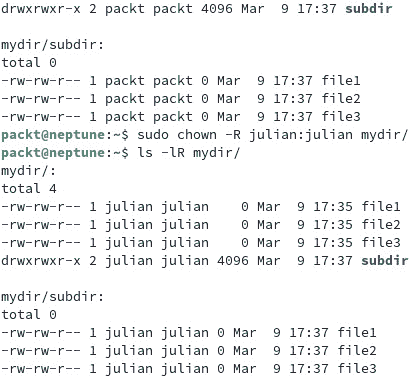 drwxrwxr-x 2 packt packt 4096 Mar  9 17:37 subdir
mydir/subdir:
total 0
-rw-rw-r-- 1 packt packt 0 Mar  9 17:37 file1
-rw-rw-r-- 1 packt packt 0 Mar  9 17:37 file2
-rw-rw-r-- 1 packt packt 0 Mar  9 17:37 file3
packt@neptune:~$ sudo chown -R julian:julian mydir/
packt@neptune:~$ ls -lR mydir/
mydir/:
total 4
-rw-rw-r-- 1 julian julian    0 Mar  9 17:35 file1
-rw-rw-r-- 1 julian julian    0 Mar  9 17:35 file2
-rw-rw-r-- 1 julian julian    0 Mar  9 17:35 file3
drwxrwxr-x 2 julian julian 4096 Mar  9 17:37 subdir
mydir/subdir:
total 0
-rw-rw-r-- 1 julian julian 0 Mar  9 17:37 file1
-rw-rw-r-- 1 julian julian 0 Mar  9 17:37 file2
-rw-rw-r-- 1 julian julian 0 Mar  9 17:37 file3